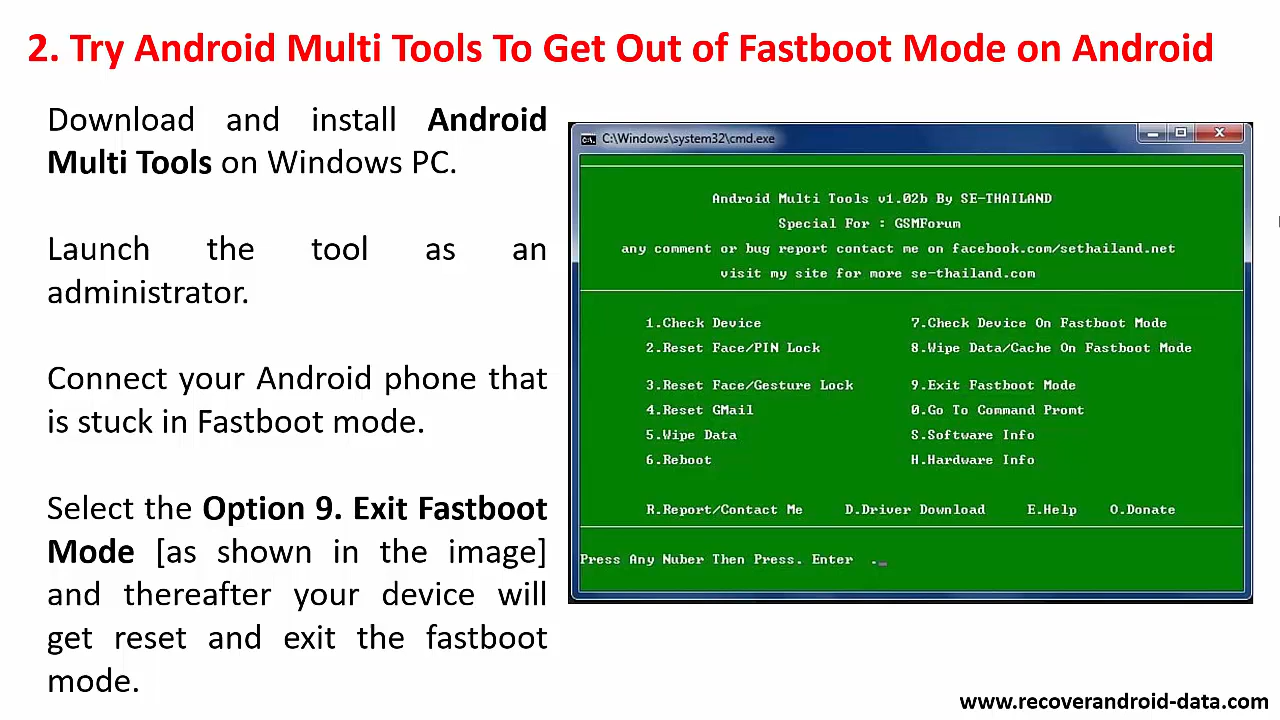 2. Try Android Multi Tools To Get Out of Fastboot Mode on Android
Download and install Android
Multi Tools on Windows PC.
Launch the tool as an
administrator.
Connect your Android phone that
is stuck in Fastboot mode.
Select the Option 9. Exit Fastboot
Mode [as shown in the image]
and thereafter your device will
get reset and exit the fastboot
mode.
C:\Windows\system32\cmd.exe
Android Multi Tools v1.02b By SE-THAILAND
Special For : GSMForum
any comment or bug report contact me on facebook.com/sethailand.net
visit my site for more se-thailand.com
1.Check Device 7.Check Device On Fastboot Mode
2.Reset Face/PIN Lock 8.Wipe Data/Cache On Fastboot Mode
3.Reset Face/Gesture Lock 9.Exit Fastboot Mode
4.Reset GMail 0.Go To Command Promt
5.Wipe Data S.Software Info
6.Reboot H.Hardware Info
R.Report/Contact Me D.Driver Download E.Help O.Donate
Press Any Nuber Then Press. Enter ._
www.recoverandroid-data.com